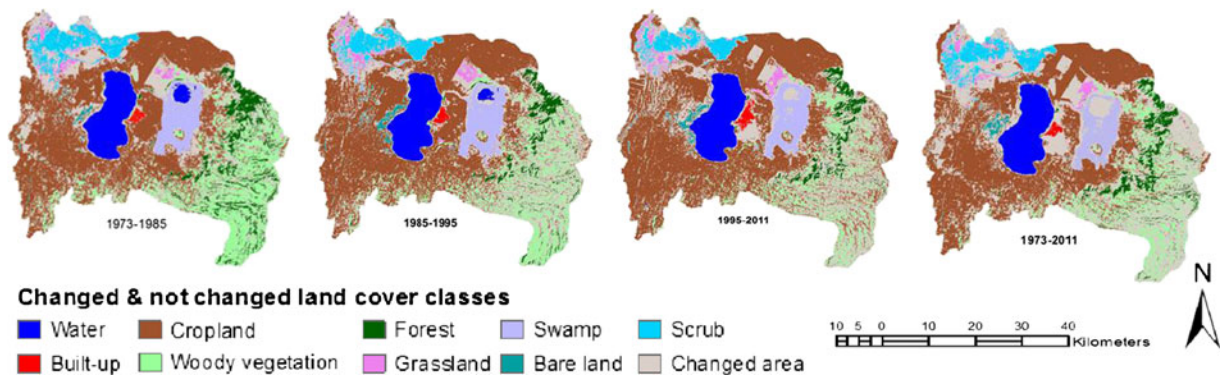 1973-1985
1985-1995
1995-2011
1973-2011
N
Changed & not changed land cover classes
Water Cropland Forest Swamp Scrub
Built-up Woody vegetation Grassland Bare land Changed area
10 5 0 10 20 30 40
Kilometers